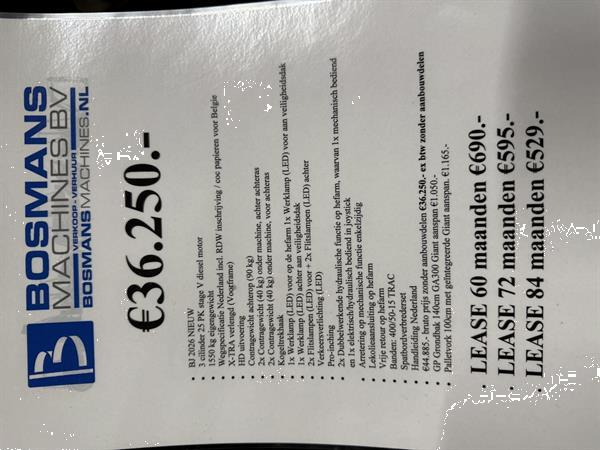 BOSMANS
MACHINES BV
VERKOOP - VERHUUR
BOSMANSMACHINES.NL
€36.250.-
• BJ 2026 NIEUW
• 3 cilinder 25 PK stage V diesel motor
• 1550 kg eigengewicht
• Wegspecificatie Nederland incl. RDW inschrijving / coc papieren voor Belgie
• X-TRA verlengd (Voogframe)
• HD uitvoering
• Contragewicht achterop (90 kg)
• 2x Contragewicht (40 kg) onder machine, achter achteras
• 2x Contragewicht (40 kg) onder machine, voor achteras
• Kogeltrekhaak
• 1x Werklamp (LED) voor op de hefarm 1x Werklamp (LED) voor aan veiligheidsdak
• 1x Werklamp (LED) achter aan veiligheidsdak
• 2x Flitslampen (LED) voor + 2x Flitslampen (LED) achter
• Verkeersverlichting (LED)
• Pro-Inching
• 2x Dubbelwerkende hydraulische functie op hefarm, waarvan 1x mechanisch bediend
en 1x elektrisch/hydraulisch bediend in joystick
• Arretering op mechanische functie enkelzijdig
• Lekolieaansluiting op hefarm
• Vrije retour op hefarm
• Banden: 400/50-15 TRAC
• Spatbordverbrederset
• Handleiding Nederland
• €44.885.- bruto prijs zonder aanbouwdelen €36.250.- ex btw zonder aanbouwdelen
• GP Grondbak 140cm GA300 Giant aanspan €1.050.-
• Palletvork 100cm met geïntegreerde Giant aanspan. €1.165.-
• LEASE 60 maanden €690.-
• LEASE 72 maanden €595.-
• LEASE 84 maanden €529.-